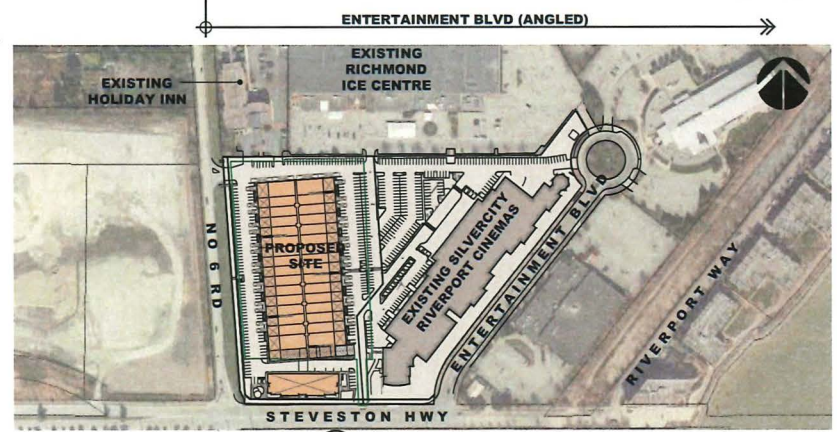 ENTERTAINMENT BLVD (ANGLED)
EXISTING
HOLIDAY INN
EXISTING
RICHMOND
ICE CENTRE
NO 6 RD
PROPOSED
SITE
EXISTING SILVERCITY
RIVERPORT CINEMAS
ENTERTAINMENT BLVD
RIVERPORT WAY
STEVESTON HWY